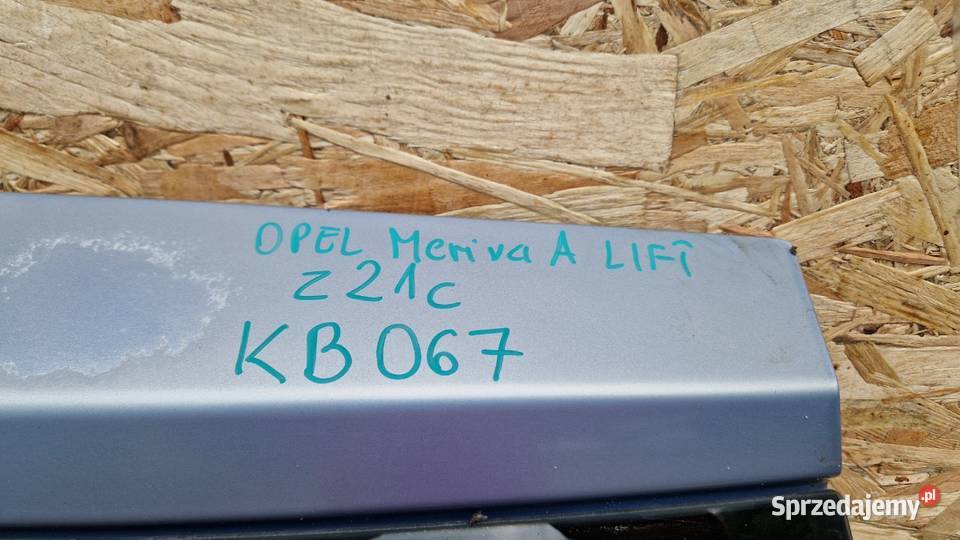 OPEL Meriva A LIFT
Z21C
KB067
Sprzedajemy.pl